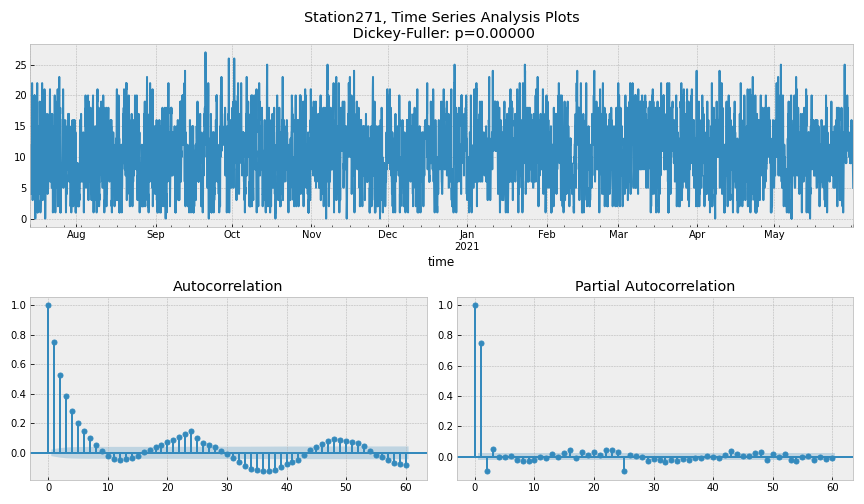 Station271, Time Series Analysis Plots
Dickey-Fuller: p=0.00000
25
20
15
10
5
0
Aug Sep Oct Nov Dec Jan Feb Mar Apr May
2021
time
Autocorrelation
1.0
0.8
0.6
0.4
0.2
0.0
0 10 20 30 40 50 60
Partial Autocorrelation
1.0
0.8
0.6
0.4
0.2
0.0
0 10 20 30 40 50 60